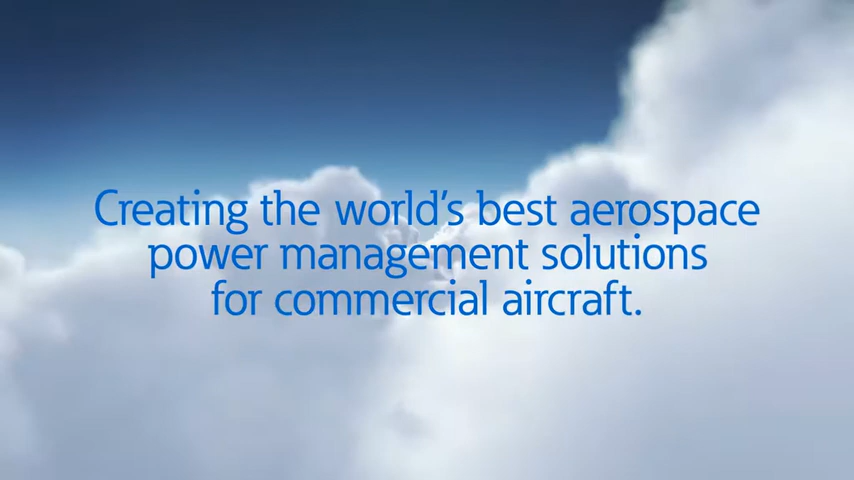 Creating the world's best aerospace
power management solutions
for commercial aircraft.